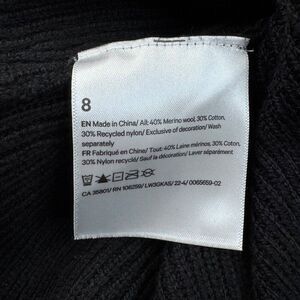 8
EN Made in China/ All: 40% Merino wool, 30% Cotton,
30% Recycled nylon/ Exclusive of decoration/ Wash
separately
FR Fabriqué en Chine/ Tout: 40% Laine mérinos, 30% Coton,
30% Nylon recyclé/ Sauf la décoration/ Laver séparément
CA 35801/ RN 106259/ LW3GKAS/ 22-4/ 0065659-02